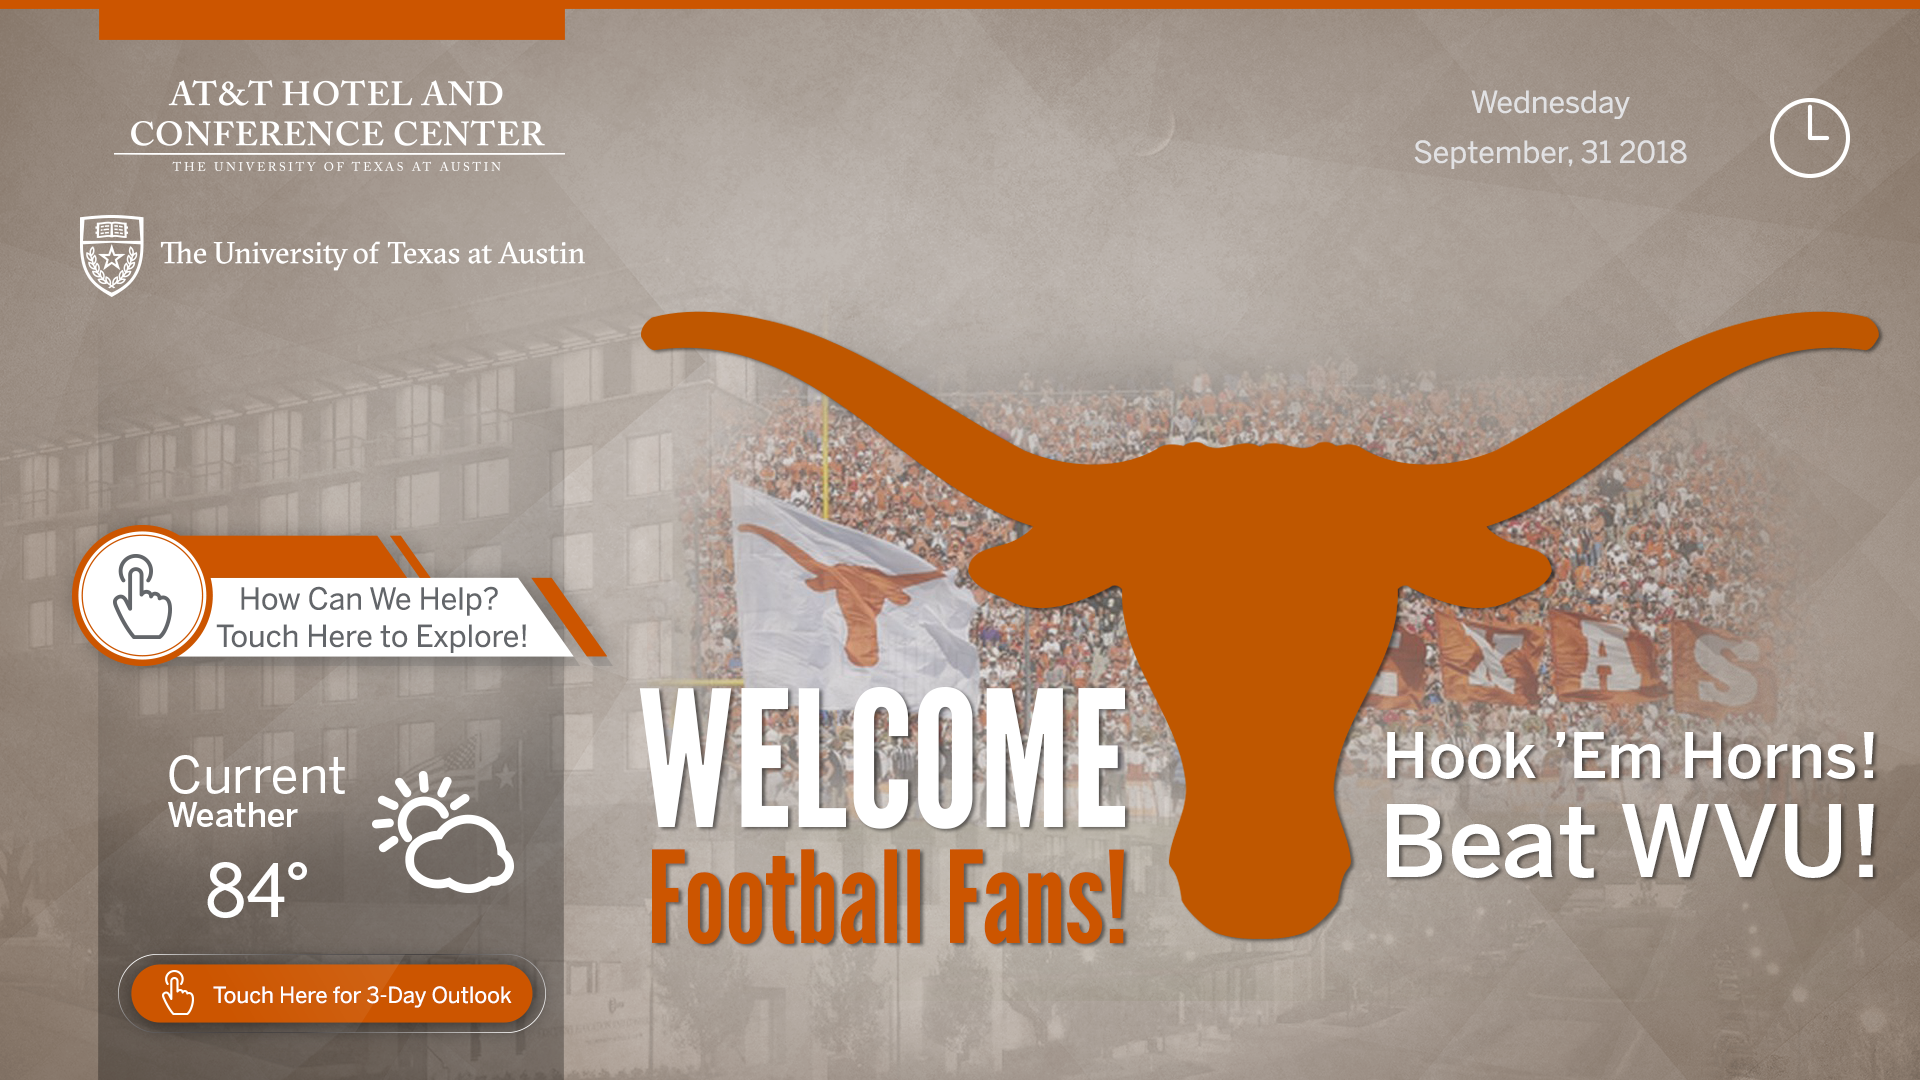 AT&T HOTEL AND
CONFERENCE CENTER
THE UNIVERSITY OF TEXAS AT AUSTIN
The University of Texas at Austin
Wednesday
September, 31 2018
How Can We Help?
Touch Here to Explore!
Current
Weather
84°
Touch Here for 3-Day Outlook
EXAS
WELCOME
Football Fans!
Hook ’Em Horns!
Beat WVU!